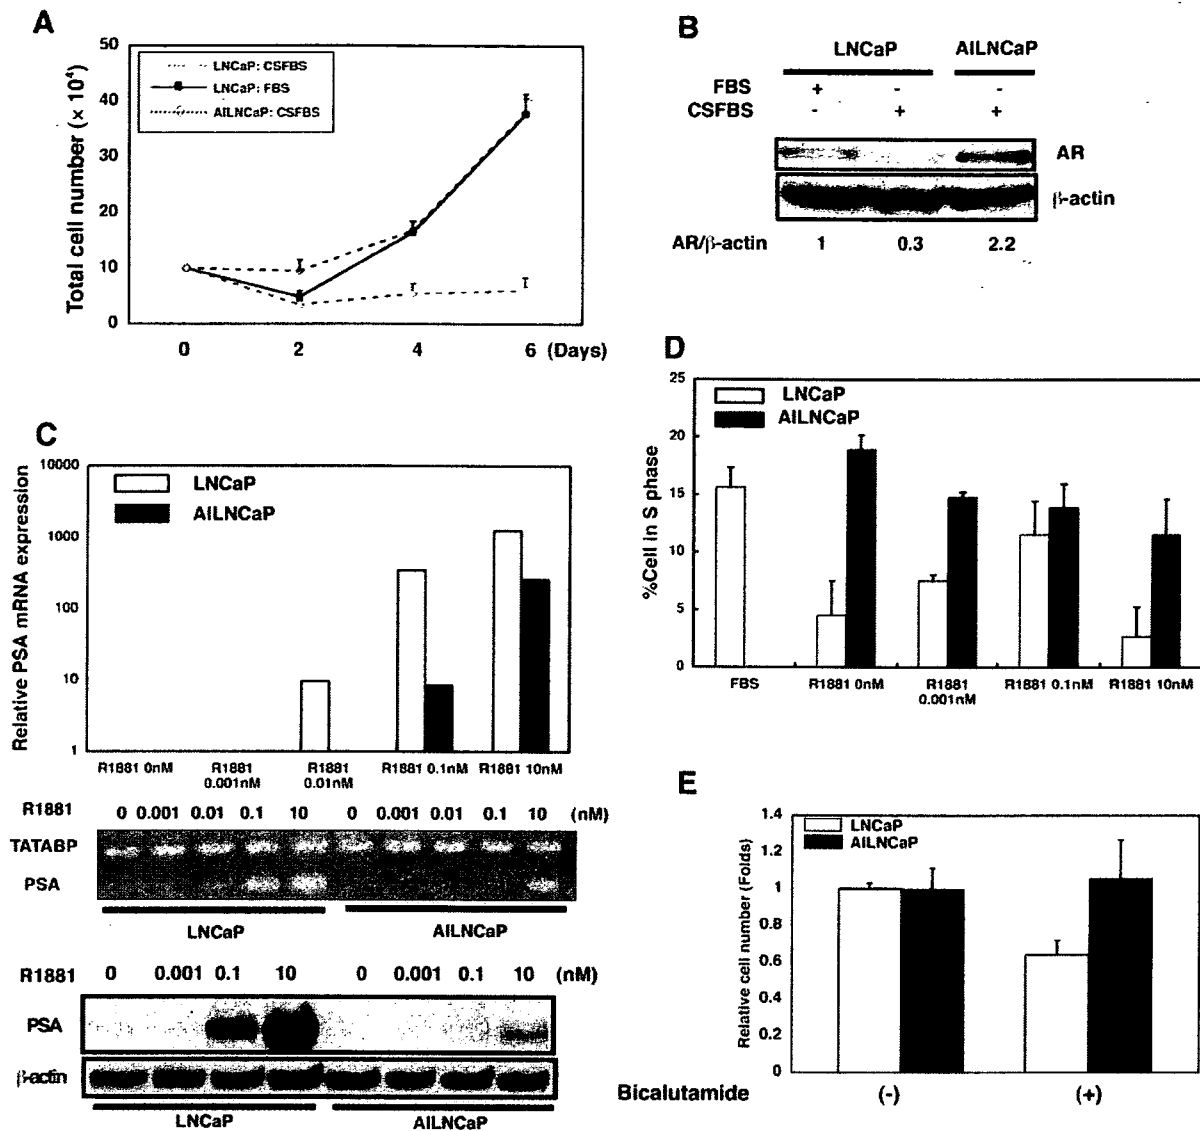 A
50
40
30
20
10
0
Total cell number (× 10⁴)
LNCaP: CSFBS
LNCaP: FBS
AILNCaP: CSFBS
0 2 4 6 (Days)
B
LNCaP AILNCaP
FBS + - -
CSFBS - + +
AR
β-actin
AR/β-actin 1 0.3 2.2
C
Relative PSA mRNA expression
10000
1000
100
10
1
LNCaP
AILNCaP
R1881 0nM R1881 0.001nM R1881 0.01nM R1881 0.1nM R1881 10nM
R1881 0 0.001 0.01 0.1 10 0 0.001 0.01 0.1 10 (nM)
TATABP
PSA
LNCaP AILNCaP
R1881 0 0.001 0.1 10 0 0.001 0.1 10 (nM)
PSA
β-actin
LNCaP AILNCaP
D
25
20
15
10
5
0
%Cell in S phase
LNCaP
AILNCaP
FBS R1881 0nM R1881 0.001nM R1881 0.1nM R1881 10nM
E
1.4
1.2
1
0.8
0.6
0.4
0.2
0
Relative cell number (Folds)
LNCaP
AILNCaP
Bicalutamide (-) (+)